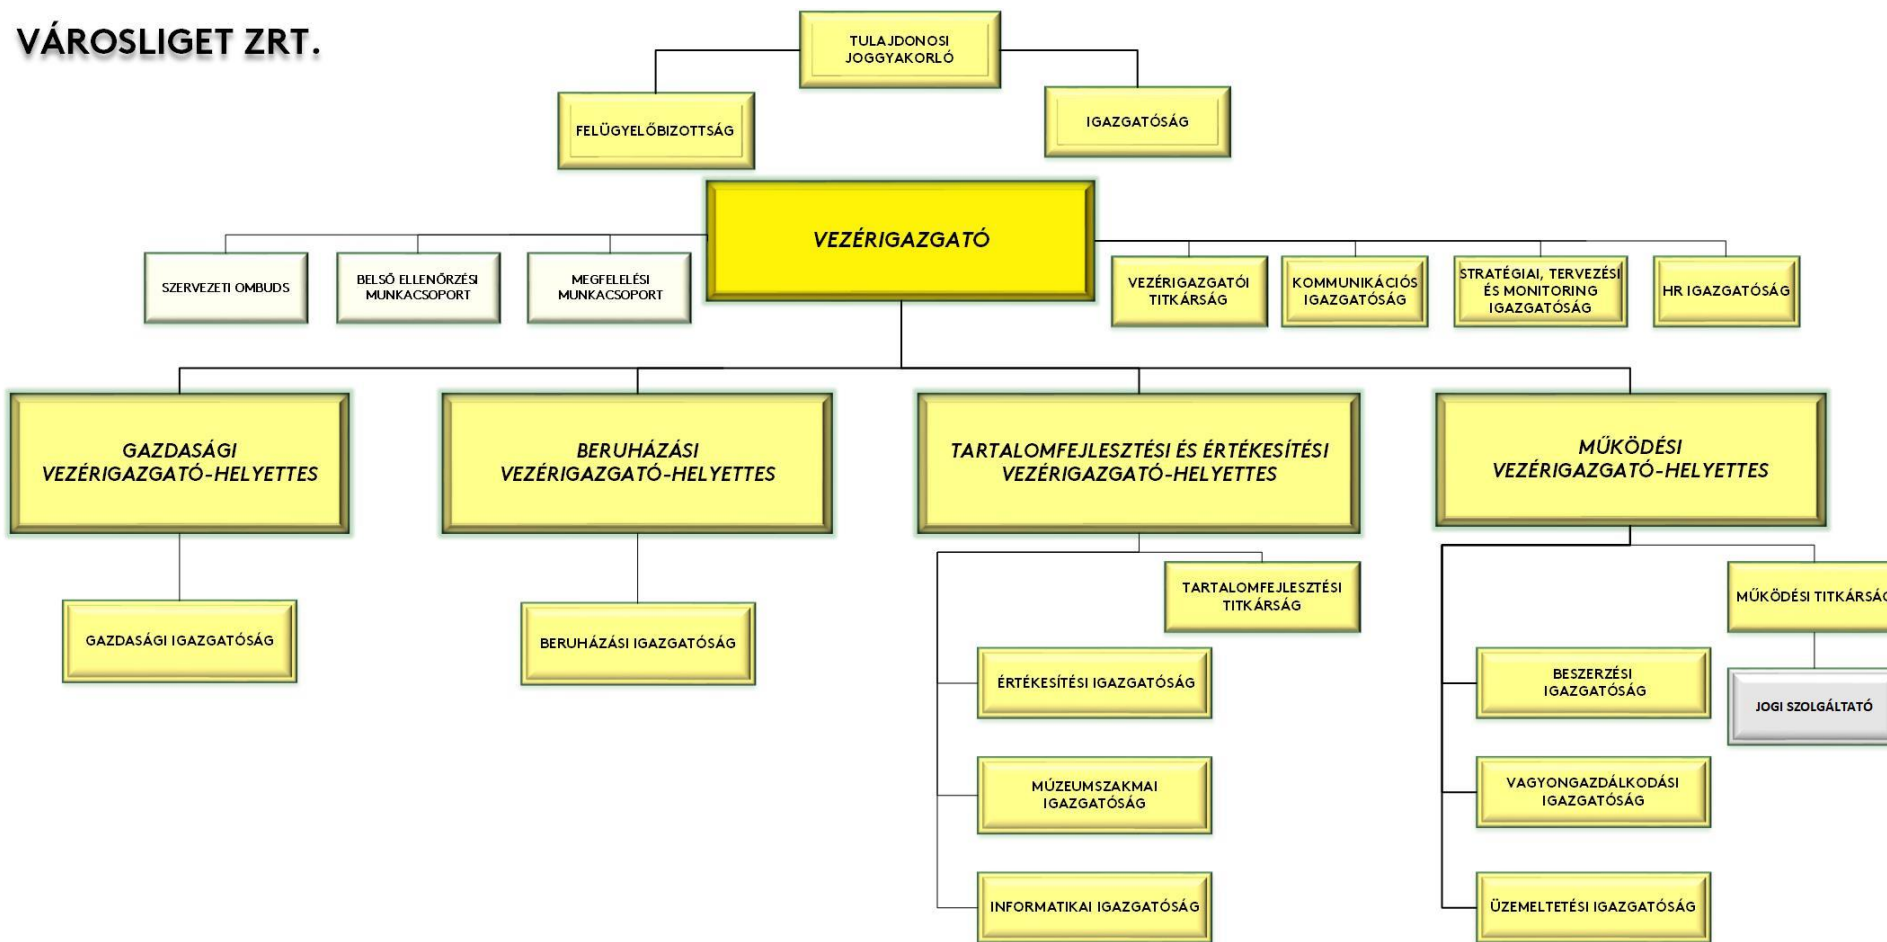 VÁROSLIGET ZRT.
TULAJDONOSI
JOGGYAKORLÓ
FELÜGYELŐBIZOTTSÁG
IGAZGATÓSÁG
VEZÉRIGAZGATÓ
SZERVEZETI OMBUDS
BELSŐ ELLENŐRZÉSI
MUNKACSOPORT
MEGFELELÉSI
MUNKACSOPORT
VEZÉRIGAZGATÓI
TITKÁRSÁG
KOMMUNIKÁCIÓS
IGAZGATÓSÁG
STRATÉGIAI, TERVEZÉSI
ÉS MONITORING
IGAZGATÓSÁG
HR IGAZGATÓSÁG
GAZDASÁGI
VEZÉRIGAZGATÓ-HELYETTES
BERUHÁZÁSI
VEZÉRIGAZGATÓ-HELYETTES
TARTALOMFEJLESZTÉSI ÉS ÉRTÉKESÍTÉSI
VEZÉRIGAZGATÓ-HELYETTES
MŰKÖDÉSI
VEZÉRIGAZGATÓ-HELYETTES
GAZDASÁGI IGAZGATÓSÁG
BERUHÁZÁSI IGAZGATÓSÁG
TARTALOMFEJLESZTÉSI
TITKÁRSÁG
ÉRTÉKESÍTÉSI IGAZGATÓSÁG
MÚZEUMSZAKMAI
IGAZGATÓSÁG
INFORMATIKAI IGAZGATÓSÁG
MŰKÖDÉSI TITKÁRSÁG
BESZERZÉSI
IGAZGATÓSÁG
JOGI SZOLGÁLTATÓ
VAGYONGAZDÁLKODÁSI
IGAZGATÓSÁG
ÜZEMELTETÉSI IGAZGATÓSÁG